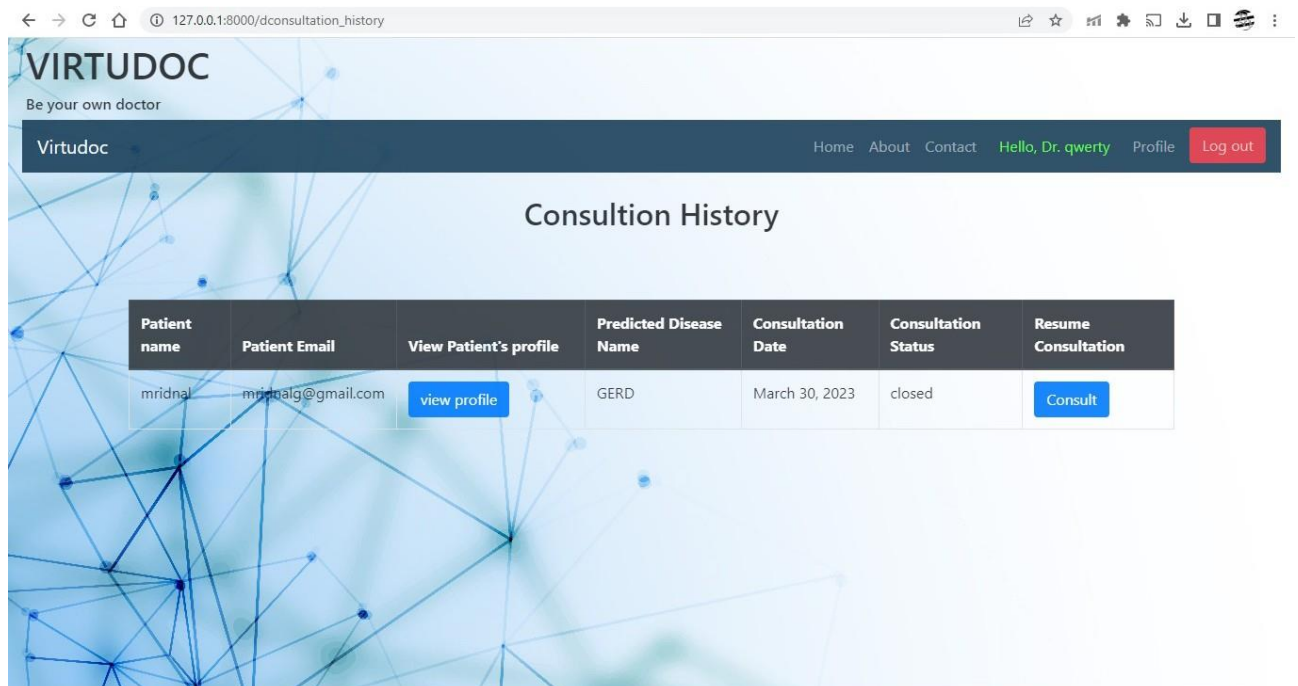 127.0.0.1:8000/dconsultation_history
VIRTUDOC
Be your own doctor
Virtudoc Home About Contact Hello, Dr. qwerty Profile Log out
Consultion History
Patient name Patient Email View Patient's profile Predicted Disease Name Consultation Date Consultation Status Resume Consultation
mridnal mridnalg@gmail.com view profile GERD March 30, 2023 closed Consult